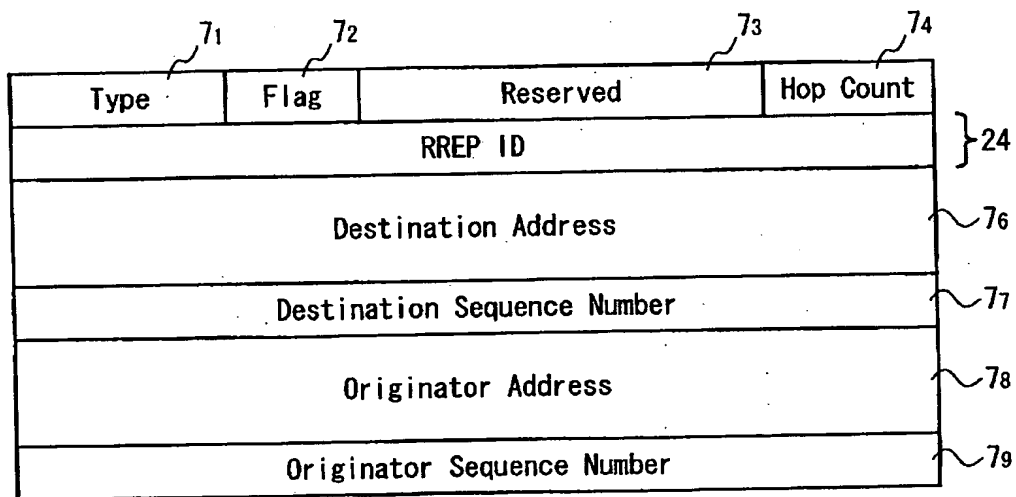 71 72 73 74
Type Flag Reserved Hop Count
RREP ID 24
Destination Address 76
Destination Sequence Number 77
Originator Address 78
Originator Sequence Number 79